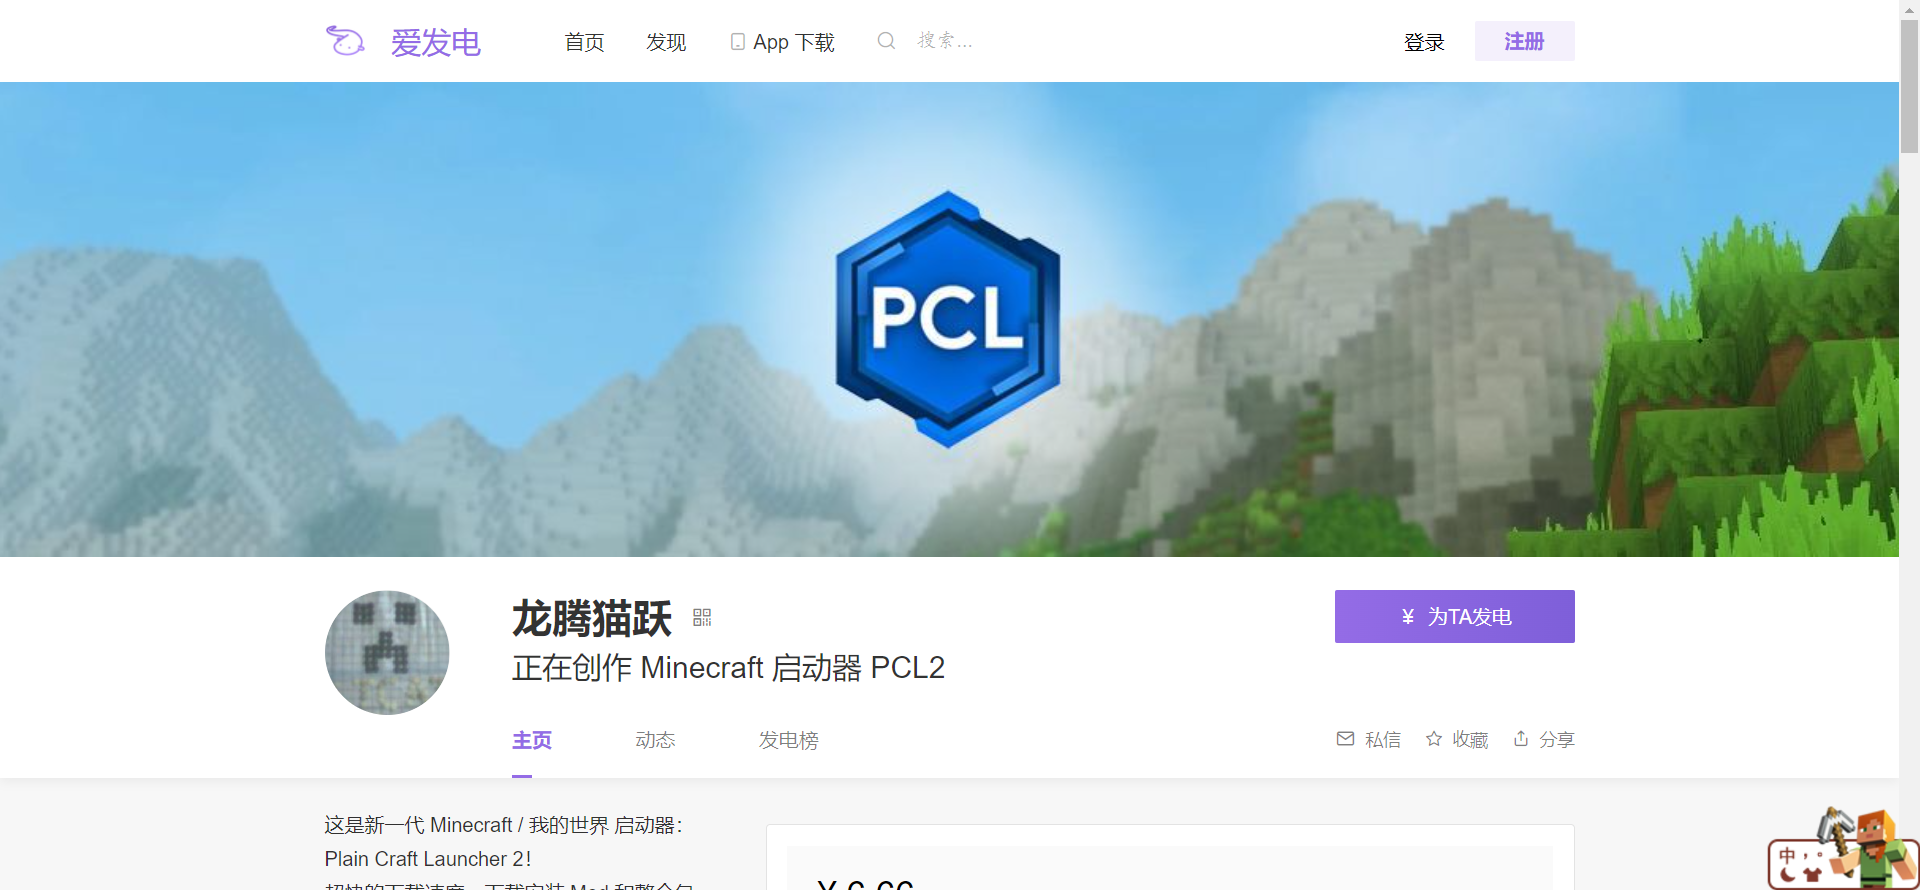 爱发电
首页 发现 App 下载 搜索... 登录 注册
PCL
龙腾猫跃
正在创作 Minecraft 启动器 PCL2
¥ 为TA发电
主页 动态 发电榜 私信 收藏 分享
这是新一代 Minecraft / 我的世界 启动器：
Plain Craft Launcher 2！
中 ，。